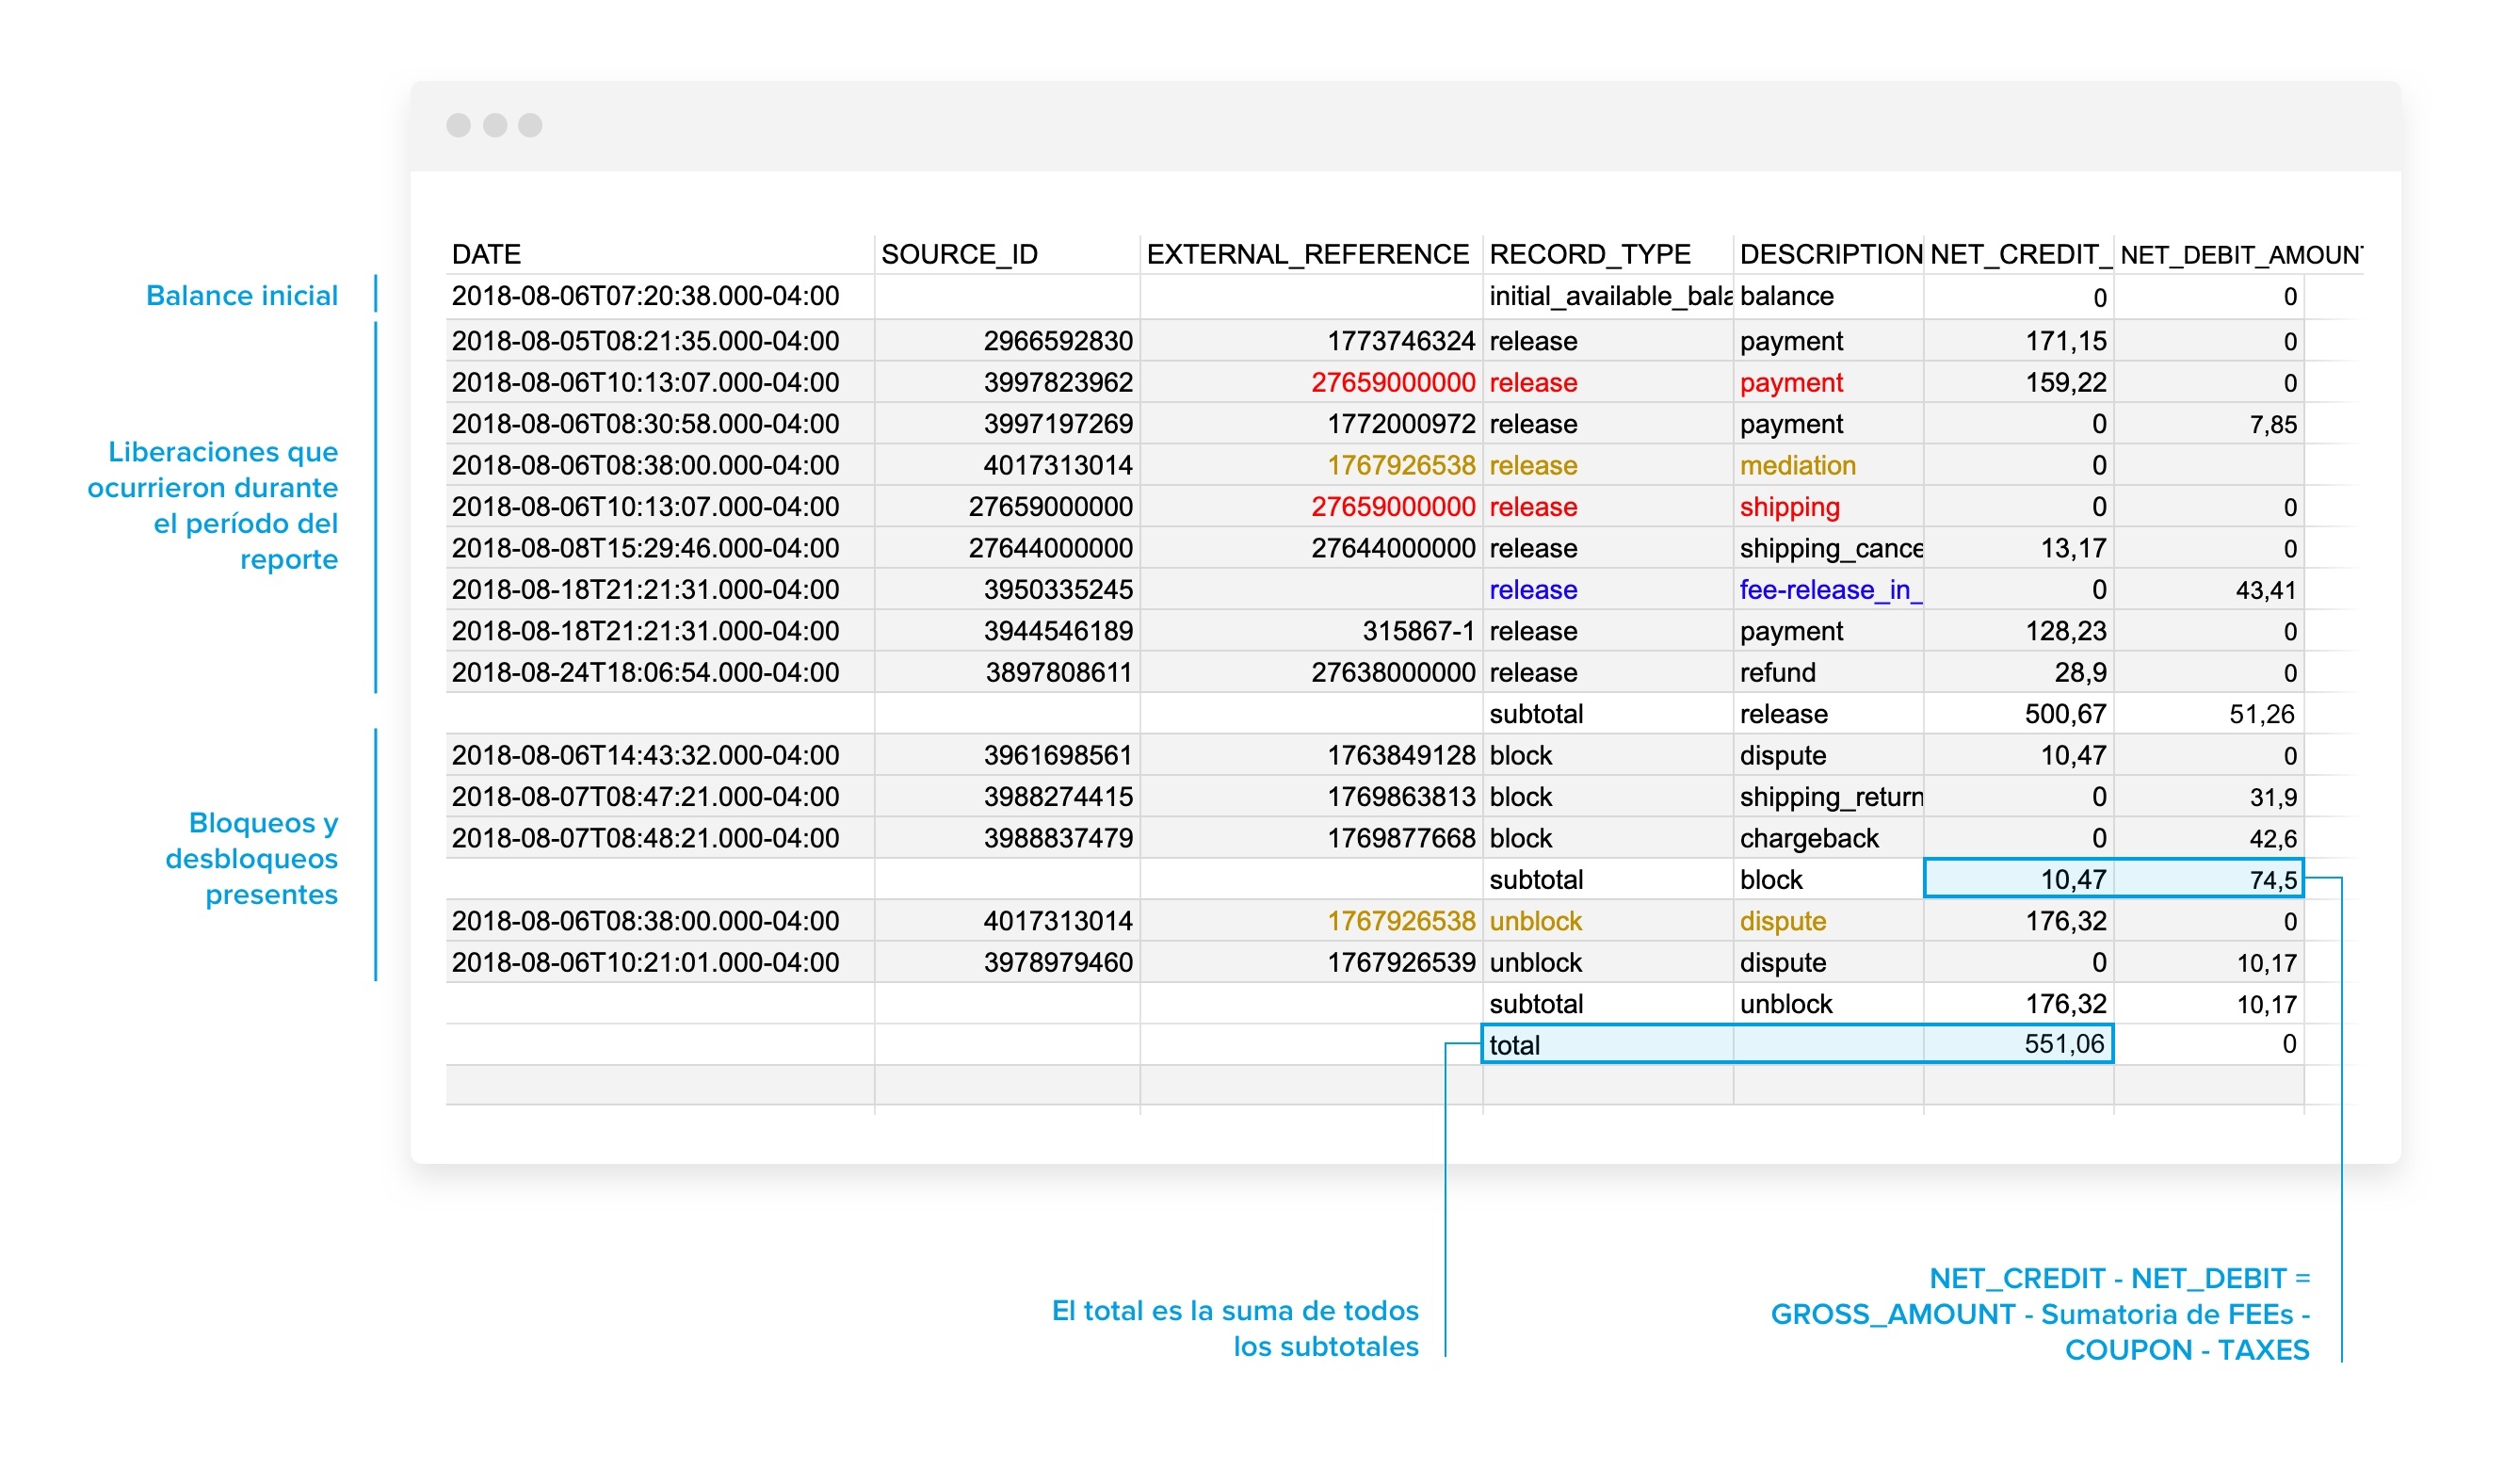 DATE SOURCE_ID EXTERNAL_REFERENCE RECORD_TYPE DESCRIPTION NET_CREDIT_ NET_DEBIT_AMOUNT
Balance inicial
2018-08-06T07:20:38.000-04:00 initial_available_bala balance 0 0
Liberaciones que
ocurrieron durante
el período del
reporte
2018-08-05T08:21:35.000-04:00 2966592830 1773746324 release payment 171,15 0
2018-08-06T10:13:07.000-04:00 3997823962 27659000000 release payment 159,22 0
2018-08-06T08:30:58.000-04:00 3997197269 1772000972 release payment 0 7,85
2018-08-06T08:38:00.000-04:00 4017313014 1767926538 release mediation 0
2018-08-06T10:13:07.000-04:00 27659000000 27659000000 release shipping 0 0
2018-08-08T15:29:46.000-04:00 27644000000 27644000000 release shipping_cance 13,17 0
2018-08-18T21:21:31.000-04:00 3950335245 release fee-release_in_ 0 43,41
2018-08-18T21:21:31.000-04:00 3944546189 315867-1 release payment 128,23 0
2018-08-24T18:06:54.000-04:00 3897808611 27638000000 release refund 28,9 0
subtotal release 500,67 51,26
Bloqueos y
desbloqueos
presentes
2018-08-06T14:43:32.000-04:00 3961698561 1763849128 block dispute 10,47 0
2018-08-07T08:47:21.000-04:00 3988274415 1769863813 block shipping_return 0 31,9
2018-08-07T08:48:21.000-04:00 3988837479 1769877668 block chargeback 0 42,6
subtotal block 10,47 74,5
2018-08-06T08:38:00.000-04:00 4017313014 1767926538 unblock dispute 176,32 0
2018-08-06T10:21:01.000-04:00 3978979460 1767926539 unblock dispute 0 10,17
subtotal unblock 176,32 10,17
total 551,06 0
El total es la suma de todos
los subtotales
NET_CREDIT - NET_DEBIT =
GROSS_AMOUNT - Sumatoria de FEEs -
COUPON - TAXES